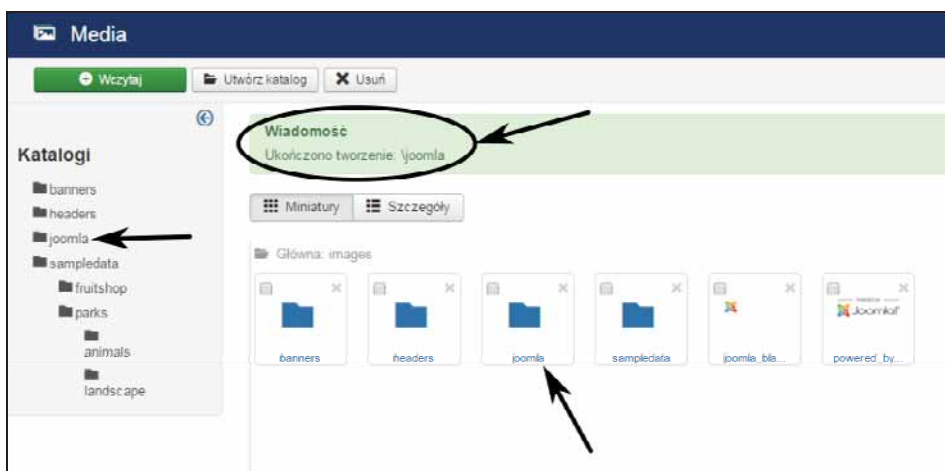 Media
Wczytaj
Utwórz katalog
Usuń
Katalogi
banners
headers
joomla
sampledata
fruitshop
parks
animals
landscape
Wiadomość
Ukończono tworzenie: \joomla
Miniatury
Szczegóły
Główna: images
banners
headers
joomla
sampledata
joomla_bla...
powered_by...
Joomla!